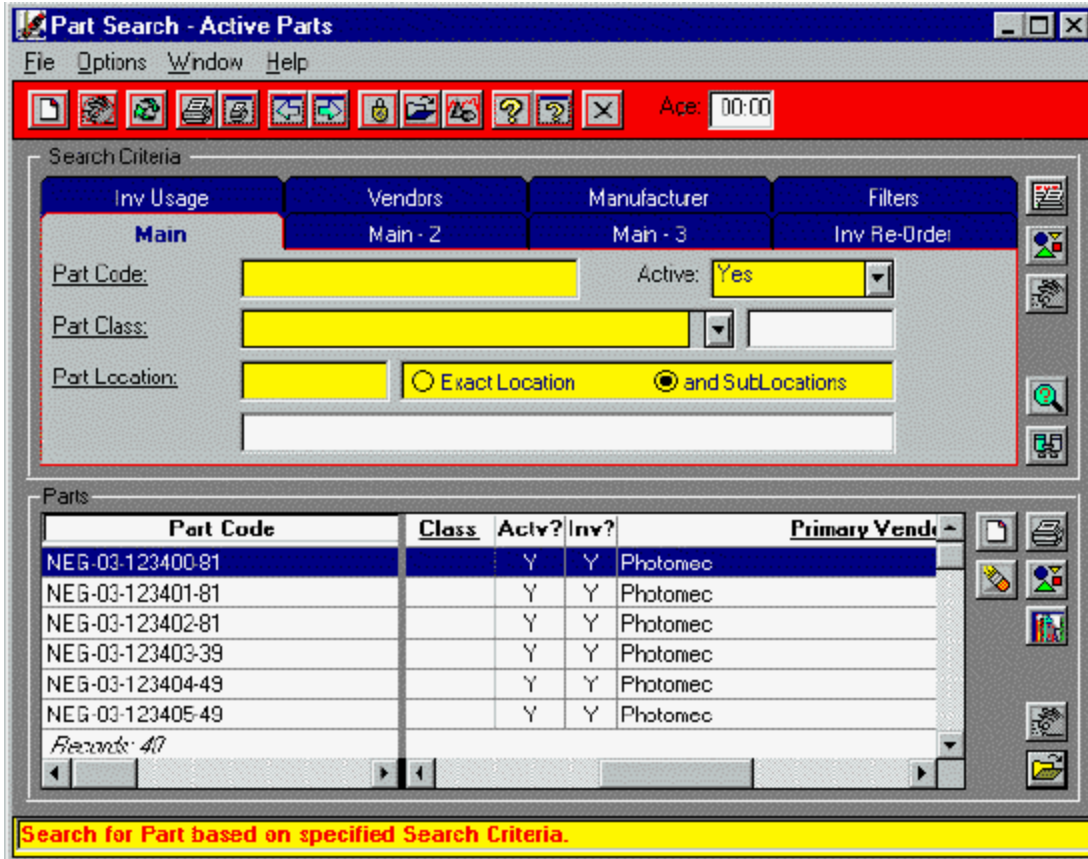 Part Search - Active Parts
File Options Window Help
Age: 00:00
Search Criteria
Inv Usage Vendors Manufacturer Filters
Main Main - 2 Main - 3 Inv Re-Order
Part Code: Active: Yes
Part Class:
Part Location: Exact Location and SubLocations
Parts
Part Code Class Actv? Inv? Primary Vende
NEG-03-123400-81 Y Y Photomec
NEG-03-123401-81 Y Y Photomec
NEG-03-123402-81 Y Y Photomec
NEG-03-123403-39 Y Y Photomec
NEG-03-123404-49 Y Y Photomec
NEG-03-123405-49 Y Y Photomec
Records: 40
Search for Part based on specified Search Criteria.